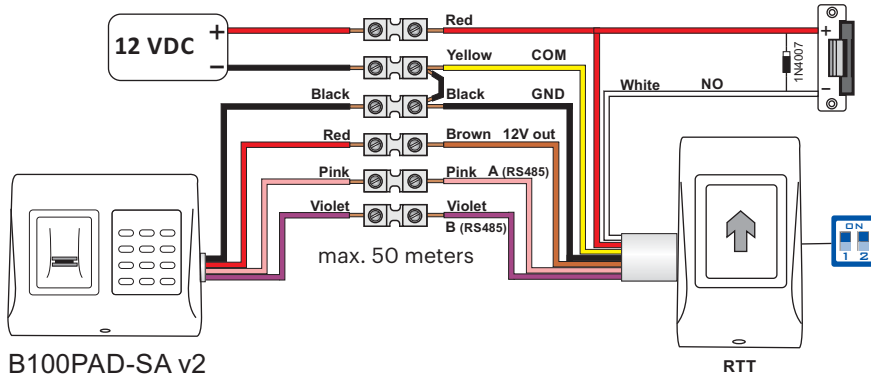 12 VDC
+
−
Red
Yellow COM
Black Black GND
Red Brown 12V out
Pink Pink A (RS485)
Violet Violet
B (RS485)
max. 50 meters
White NO
1N4007
+
−
ON
1 2
B100PAD-SA v2
RTT